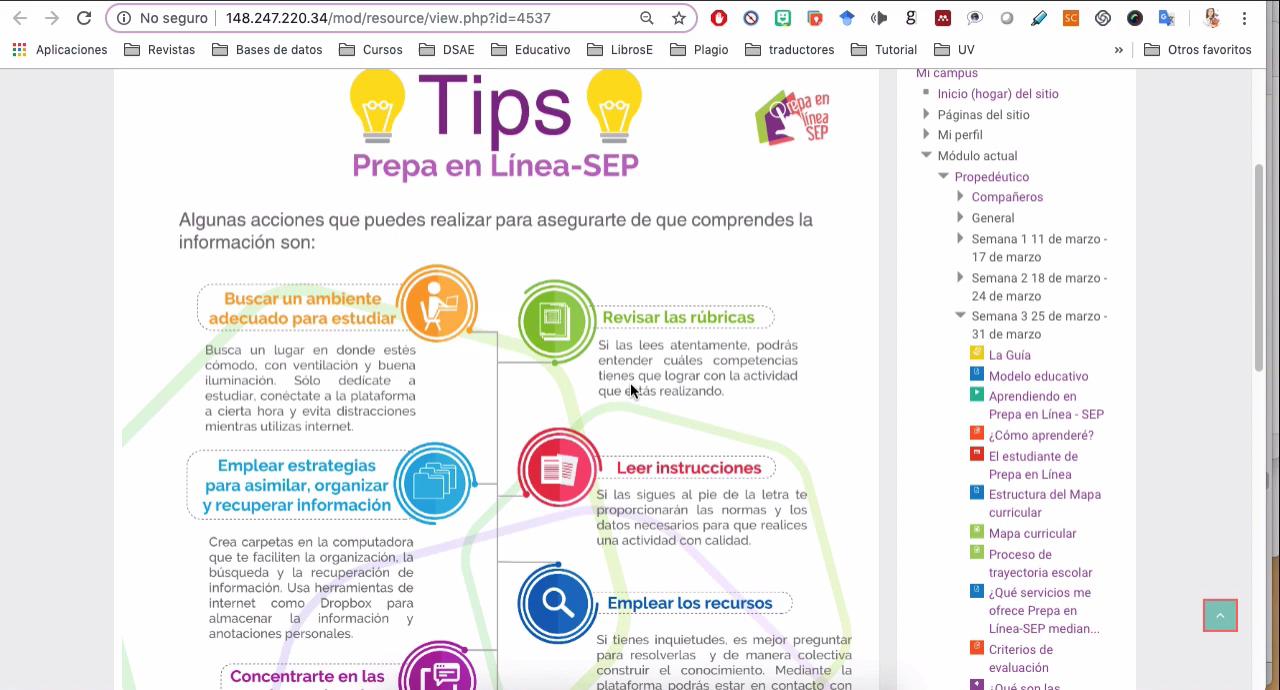 No seguro
148.247.220.34/mod/resource/view.php?id=4537
Aplicaciones
Revistas
Bases de datos
Cursos
DSAE
Educativo
LibrosE
Plagio
traductores
Tutorial
UV
»
Otros favoritos
Tips
Prepa en Línea-SEP
Prepa en
línea
SEP
Algunas acciones que puedes realizar para asegurarte de que comprendes la
información son:
Buscar un ambiente
adecuado para estudiar
Busca un lugar en donde estés
cómodo, con ventilación y buena
iluminación. Sólo dedícate a
estudiar, conéctate a la plataforma
a cierta hora y evita distracciones
mientras utilizas internet.
Revisar las rúbricas
Si las lees atentamente, podrás
entender cuáles competencias
tienes que lograr con la actividad
que estás realizando.
Emplear estrategias
para asimilar, organizar
y recuperar información
Crea carpetas en la computadora
que te faciliten la organización, la
búsqueda y la recuperación de
información. Usa herramientas de
internet como Dropbox para
almacenar la información y
anotaciones personales.
Leer instrucciones
Si las sigues al pie de la letra te
proporcionarán las normas y los
datos necesarios para que realices
una actividad con calidad.
Emplear los recursos
Si tienes inquietudes, es mejor preguntar
para resolverlas y de manera colectiva
construir el conocimiento. Mediante la
plataforma podrás estar en contacto con
Concentrarte en las
Mi campus
Inicio (hogar) del sitio
Páginas del sitio
Mi perfil
Módulo actual
Propedéutico
Compañeros
General
Semana 1 11 de marzo -
17 de marzo
Semana 2 18 de marzo -
24 de marzo
Semana 3 25 de marzo -
31 de marzo
La Guía
Modelo educativo
Aprendiendo en
Prepa en Línea - SEP
¿Cómo aprenderé?
El estudiante de
Prepa en Línea
Estructura del Mapa
curricular
Mapa curricular
Proceso de
trayectoria escolar
¿Qué servicios me
ofrece Prepa en
Línea-SEP median...
Criterios de
evaluación
¿Qué son las